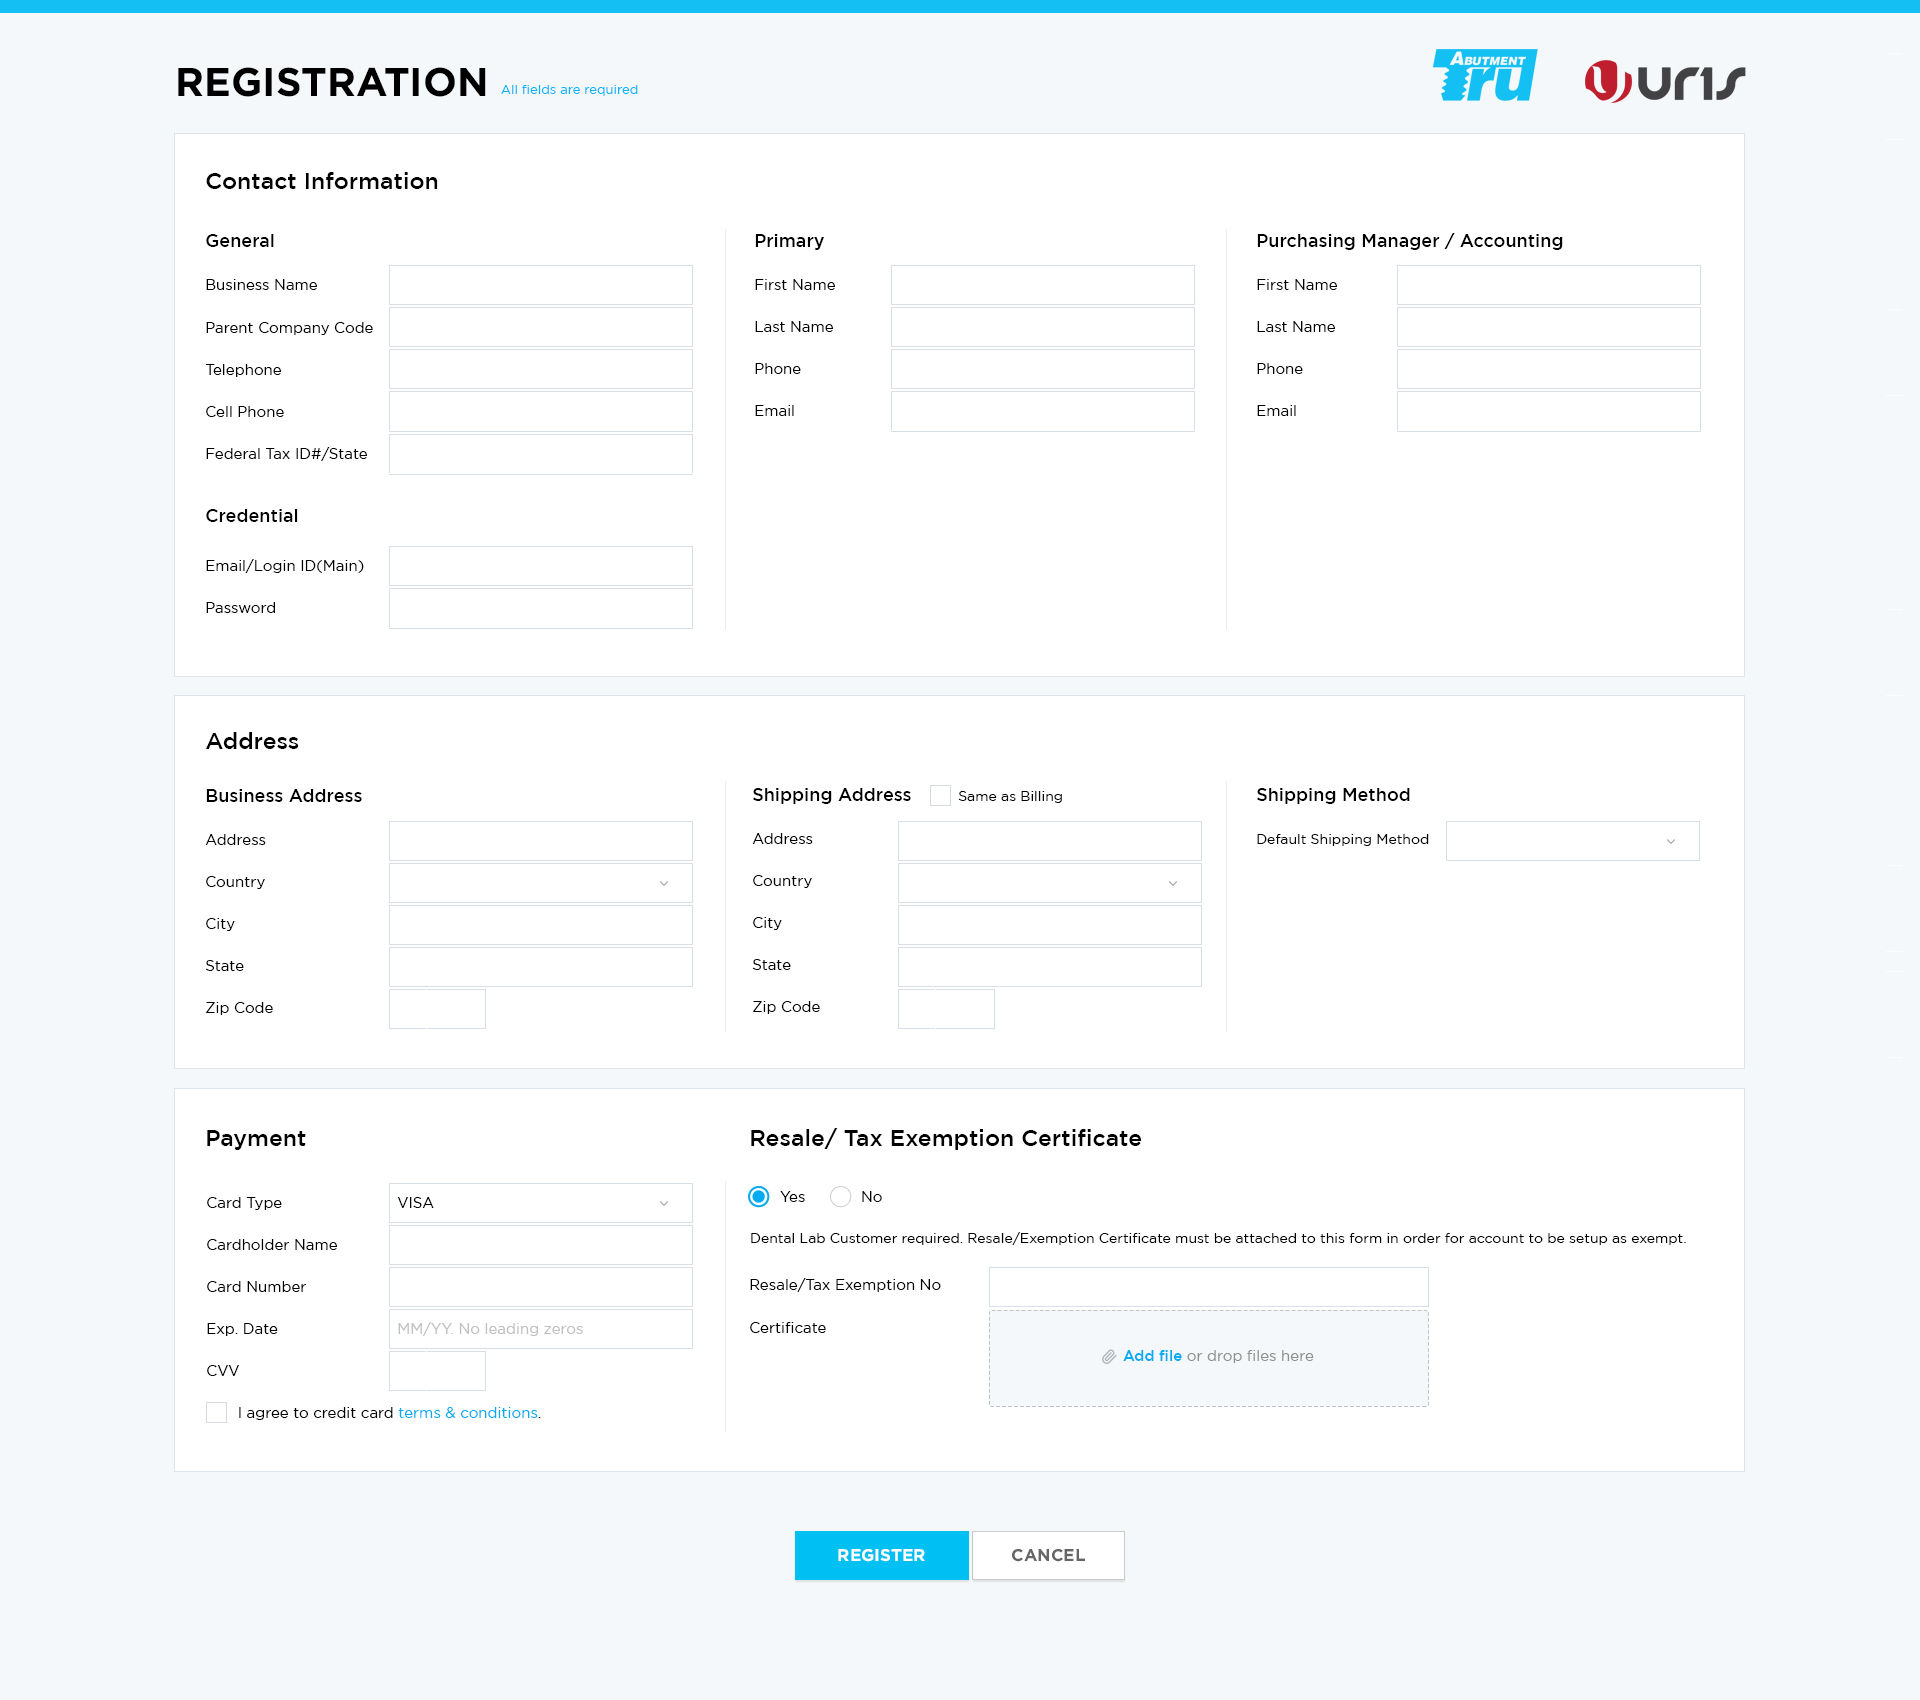 REGISTRATION All fields are required
ABUTMENT
Tru
uris
Contact Information
General
Business Name
Parent Company Code
Telephone
Cell Phone
Federal Tax ID#/State
Credential
Email/Login ID(Main)
Password
Primary
First Name
Last Name
Phone
Email
Purchasing Manager / Accounting
First Name
Last Name
Phone
Email
Address
Business Address
Address
Country
City
State
Zip Code
Shipping Address Same as Billing
Address
Country
City
State
Zip Code
Shipping Method
Default Shipping Method
Payment
Card Type VISA
Cardholder Name
Card Number
Exp. Date MM/YY. No leading zeros
CVV
I agree to credit card terms & conditions.
Resale/ Tax Exemption Certificate
Yes No
Dental Lab Customer required. Resale/Exemption Certificate must be attached to this form in order for account to be setup as exempt.
Resale/Tax Exemption No
Certificate
Add file or drop files here
REGISTER CANCEL